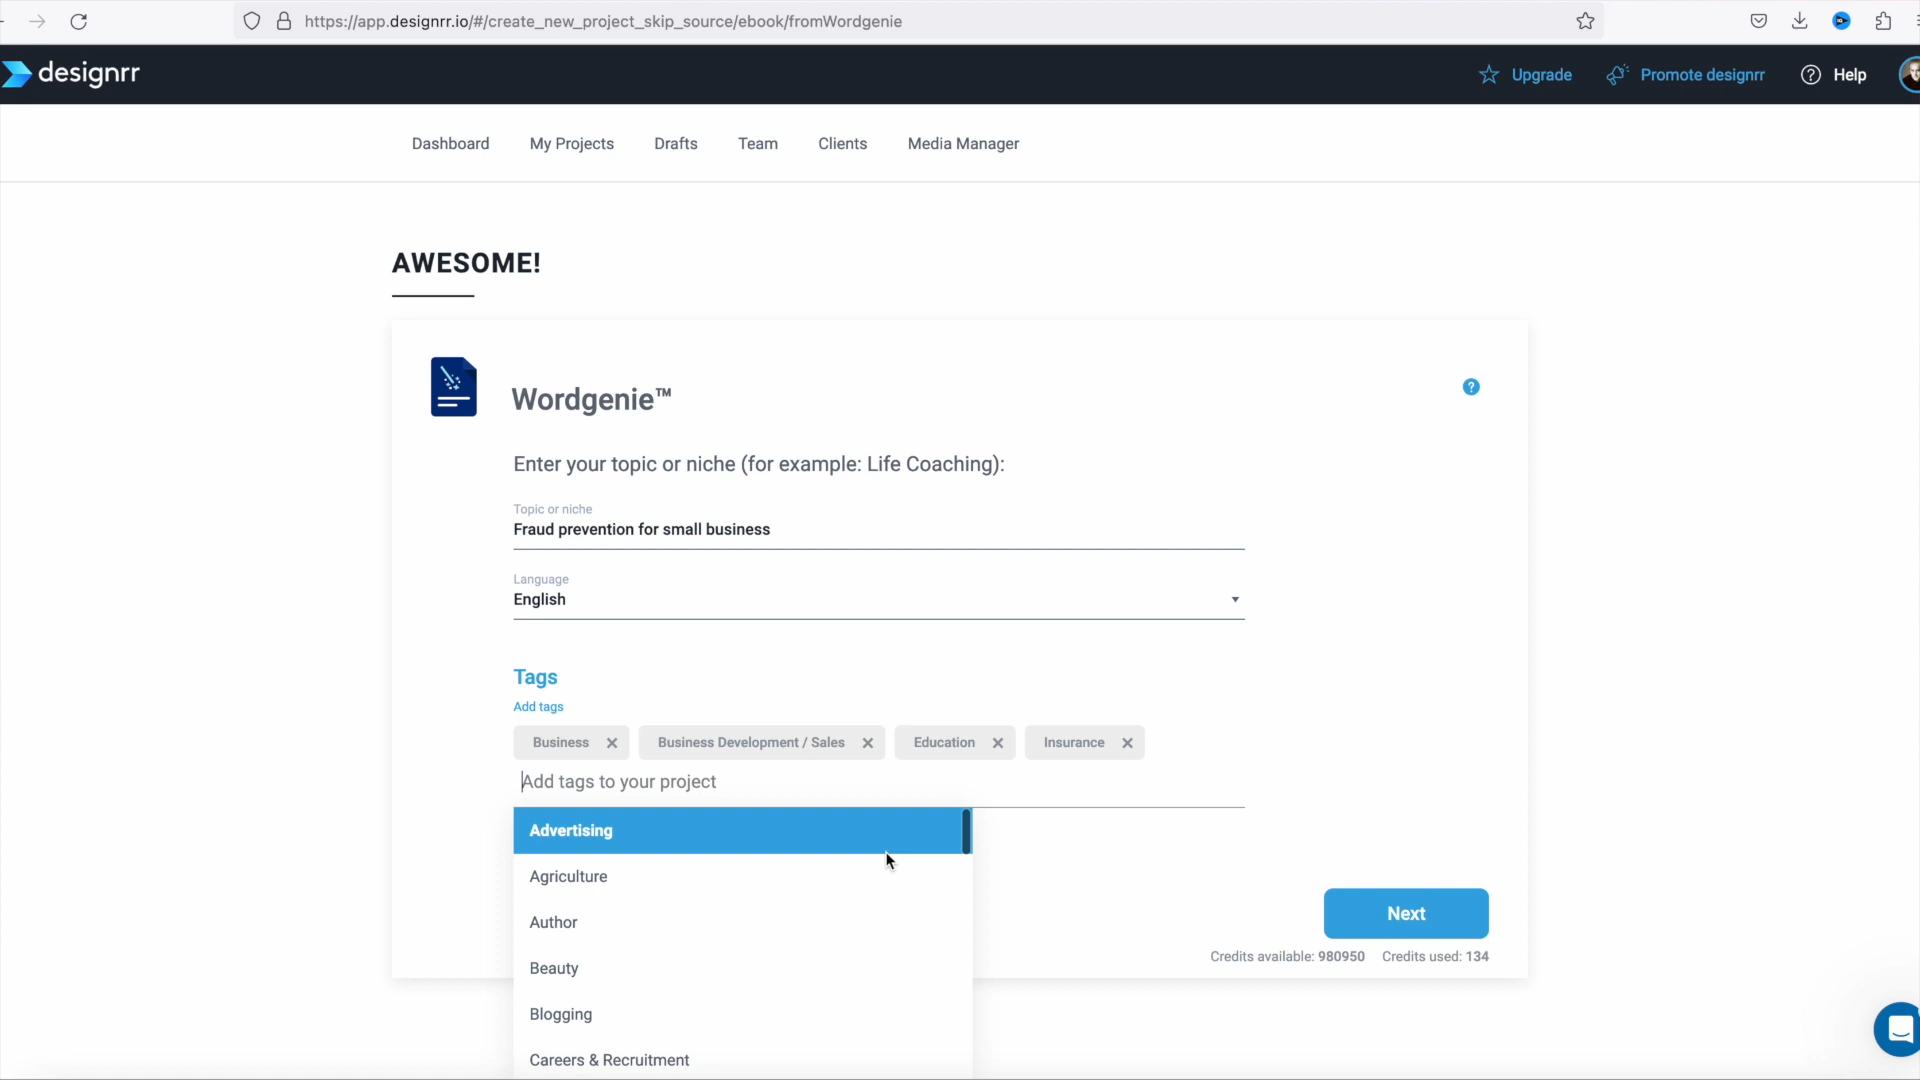 https://app.designrr.io/#/create_new_project_skip_source/ebook/fromWordgenie
designrr
Upgrade
Promote designrr
? Help
Dashboard
My Projects
Drafts
Team
Clients
Media Manager
AWESOME!
Wordgenie™
?
Enter your topic or niche (for example: Life Coaching):
Topic or niche
Fraud prevention for small business
Language
English
Tags
Add tags
Business
Business Development / Sales
Education
Insurance
Add tags to your project
Advertising
Agriculture
Author
Beauty
Blogging
Careers & Recruitment
Next
Credits available: 980950 Credits used: 134